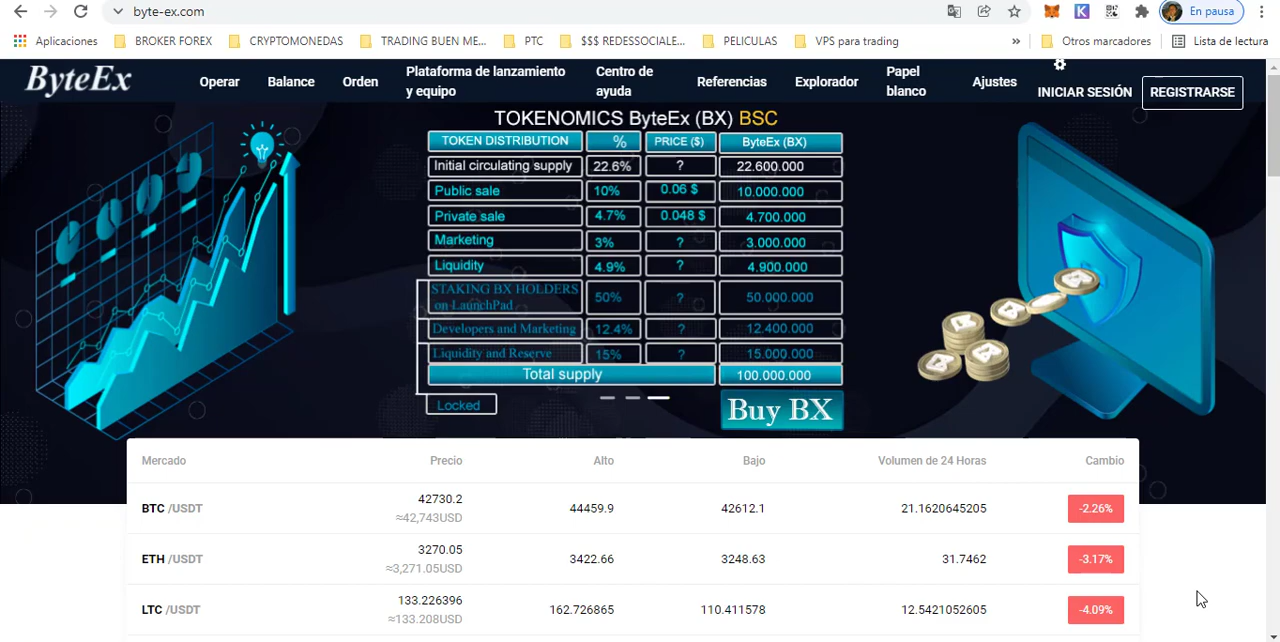 byte-ex.com
En pausa
Aplicaciones BROKER FOREX CRYPTOMONEDAS TRADING BUEN ME... PTC $$$ REDESSOCIALE... PELICULAS VPS para trading » Otros marcadores Lista de lectura
ByteEx
Operar
Balance
Orden
Plataforma de lanzamiento
y equipo
Centro de
ayuda
Referencias
Explorador
Papel
blanco
Ajustes
INICIAR SESIÓN
REGISTRARSE
TOKENOMICS ByteEx (BX) BSC
TOKEN DISTRIBUTION % PRICE ($) ByteEx (BX)
Initial circulating supply 22.6% ? 22.600.000
Public sale 10% 0.06 $ 10.000.000
Private sale 4.7% 0.048 $ 4.700.000
Marketing 3% ? 3.000.000
Liquidity 4.9% ? 4.900.000
STAKING BX HOLDERS
on LaunchPad 50% ? 50.000.000
Developers and Marketing 12.4% ? 12.400.000
Liquidity and Reserve 15% ? 15.000.000
Total supply 100.000.000
Locked
Buy BX
Mercado Precio Alto Bajo Volumen de 24 Horas Cambio
BTC /USDT 42730.2 44459.9 42612.1 21.1620645205 -2.26%
≈42,743USD
ETH /USDT 3270.05 3422.66 3248.63 31.7462 -3.17%
≈3,271.05USD
LTC /USDT 133.226396 162.726865 110.411578 12.5421052605 -4.09%
≈133.208USD